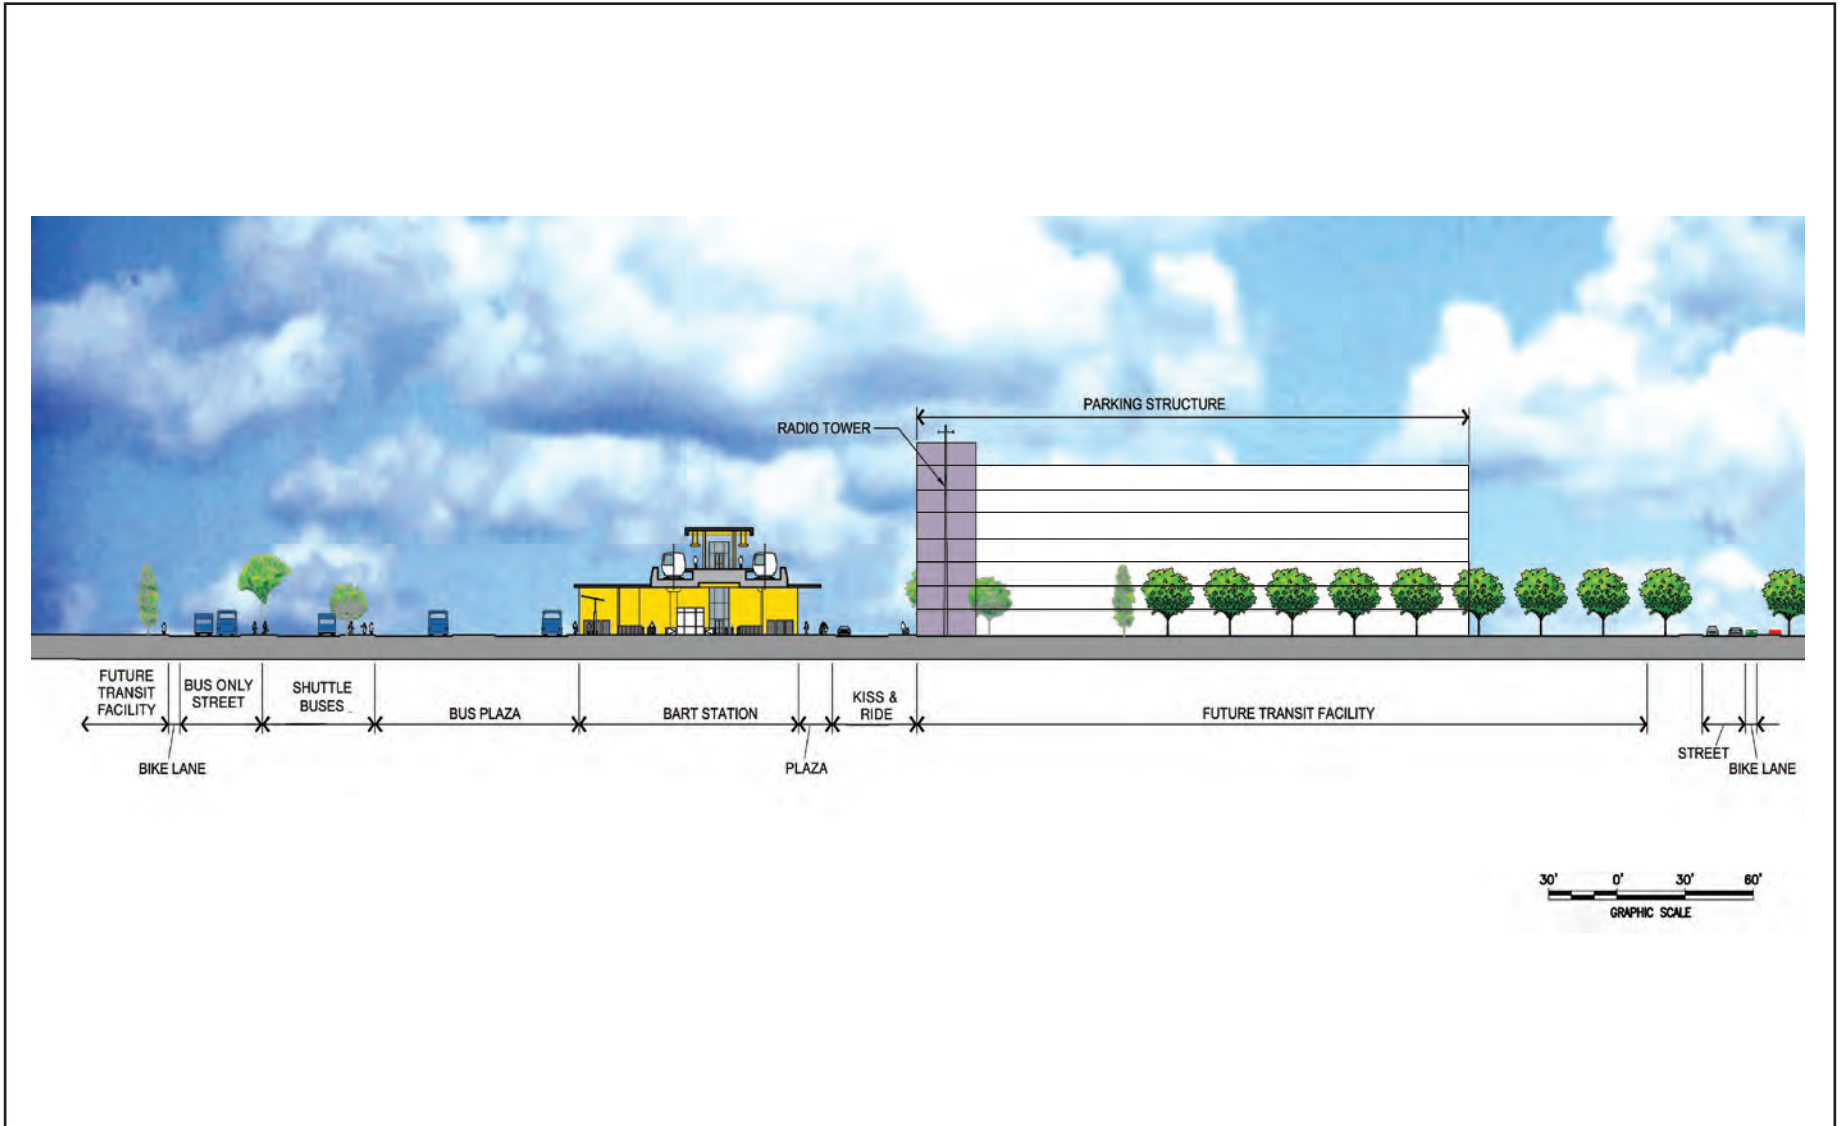 PARKING STRUCTURE
RADIO TOWER
FUTURE
TRANSIT
FACILITY
BUS ONLY
STREET
SHUTTLE
BUSES
BUS PLAZA
BART STATION
KISS &
RIDE
FUTURE TRANSIT FACILITY
BIKE LANE
PLAZA
STREET
BIKE LANE
30' 0' 30' 60'
GRAPHIC SCALE